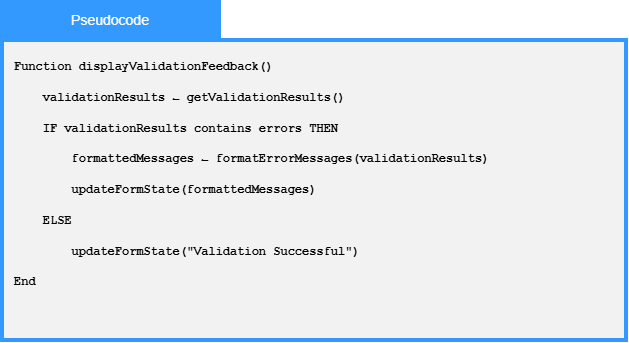 Pseudocode
Function displayValidationFeedback()
validationResults ← getValidationResults()
IF validationResults contains errors THEN
formattedMessages ← formatErrorMessages(validationResults)
updateFormState(formattedMessages)
ELSE
updateFormState("Validation Successful")
End